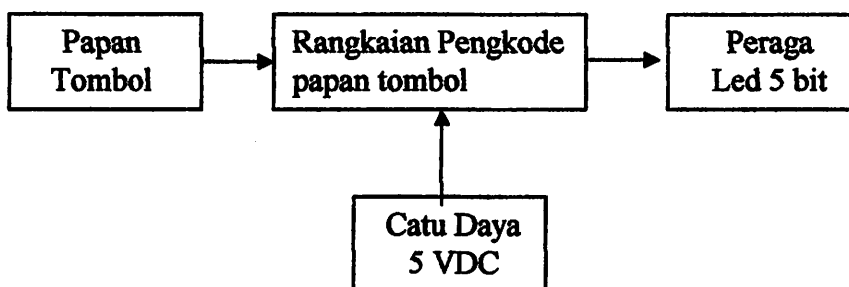 Papan
Tombol
Rangkaian Pengkode
papan tombol
Peraga
Led 5 bit
Catu Daya
5 VDC